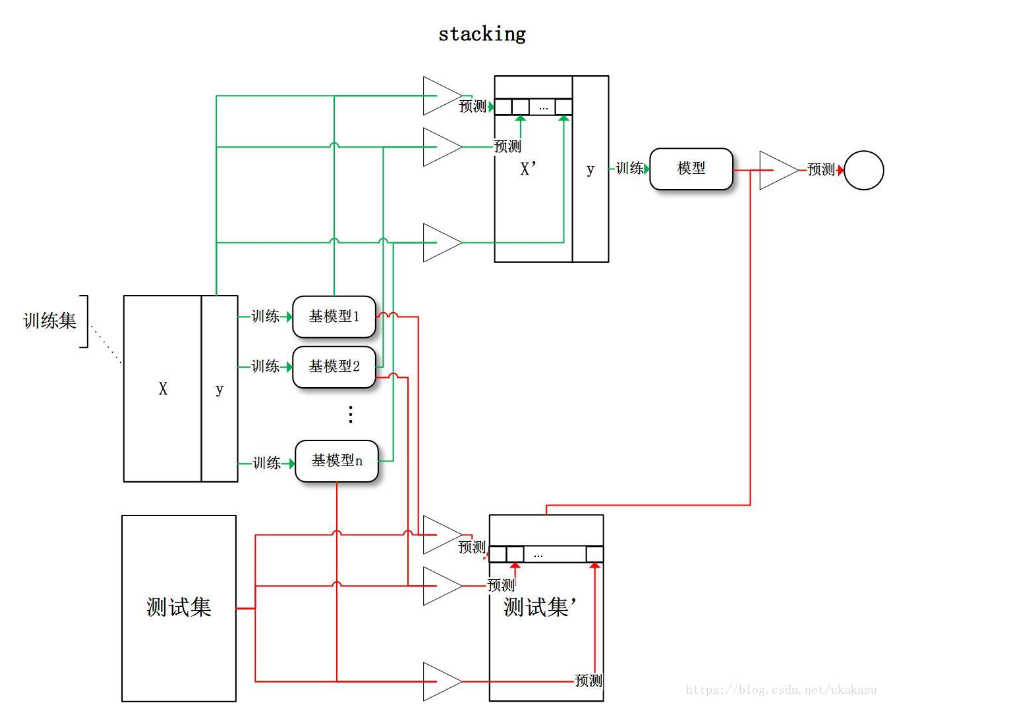 stacking
预测
...
预测
X'
y
训练
模型
预测
训练集
X
y
训练
基模型1
训练
基模型2
训练
基模型n
测试集
预测
...
预测
测试集'
预测
https://blog.csdn.net/ukakasu